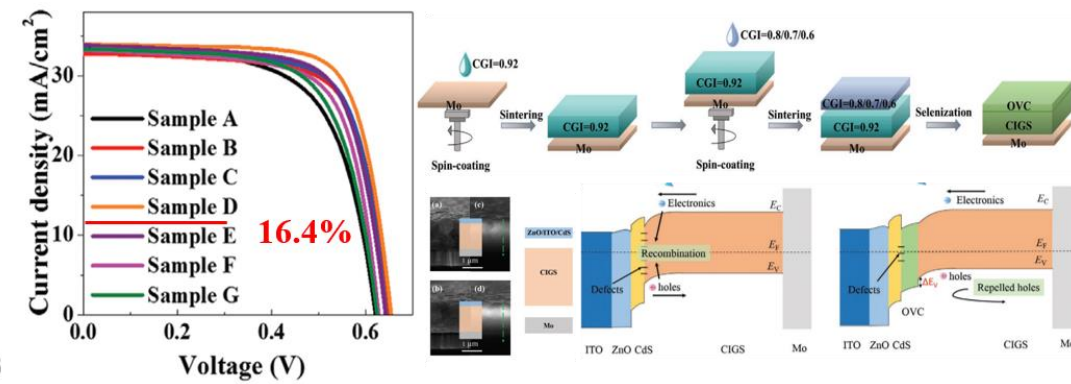 Current density (mA/cm²)
30
20
10
0
Sample A
Sample B
Sample C
Sample D
Sample E
Sample F
Sample G
16.4%
0.0 0.2 0.4 0.6
Voltage (V)
CGI=0.92
Mo
Spin-coating
Sintering
CGI=0.92
Mo
CGI=0.8/0.7/0.6
CGI=0.92
Mo
Spin-coating
Sintering
CGI=0.8/0.7/0.6
CGI=0.92
Mo
Selenization
OVC
CIGS
Mo
(a) (c)
1 μm
(b) (d)
1 μm
ZnO/ITO/CdS
CIGS
Mo
Electronics
E_C
E_F
Recombination
E_V
Defects
holes
ITO ZnO CdS CIGS Mo
Electronics
E_C
E_F
E_V
Defects
holes
ΔE_V
Repelled holes
OVC
ITO ZnO CdS CIGS Mo